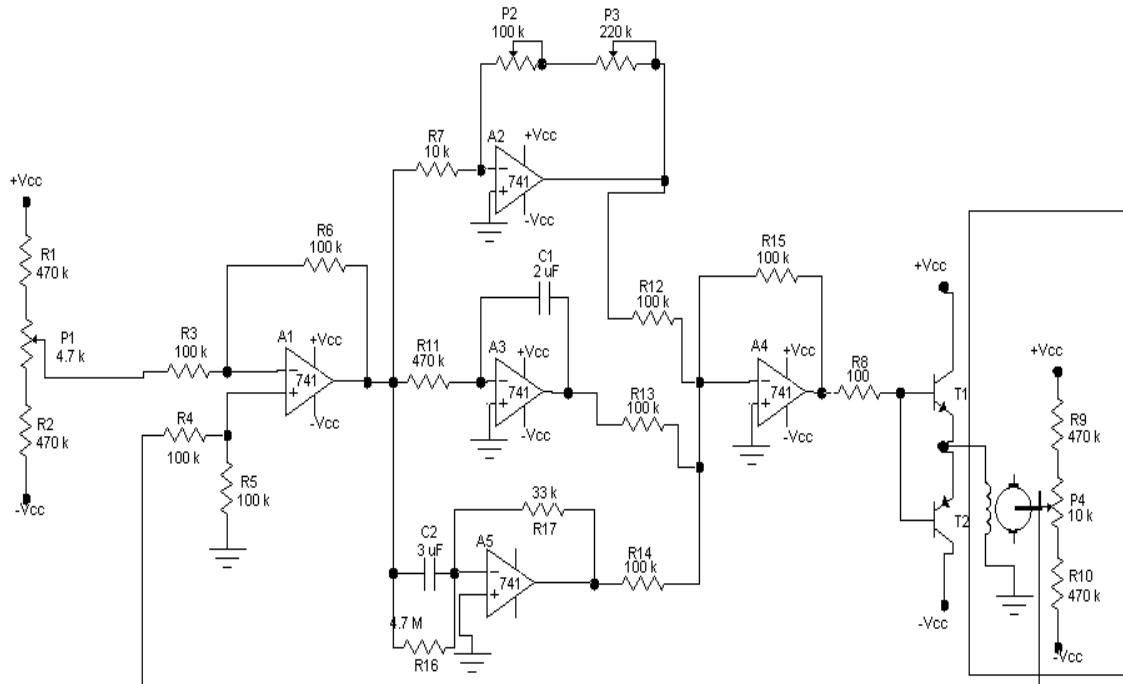 P2
100 k
P3
220 k
R7
10 k
A2
+Vcc
741
-Vcc
+Vcc
R1
470 k
P1
4.7 k
R2
470 k
-Vcc
R6
100 k
R3
100 k
A1
+Vcc
741
-Vcc
R4
100 k
R5
100 k
C1
2 uF
R11
470 k
A3
+Vcc
741
-Vcc
R12
100 k
R13
100 k
R15
100 k
A4
+Vcc
741
-Vcc
R8
100
+Vcc
T1
T2
-Vcc
+Vcc
R9
470 k
P4
10 k
R10
470 k
-Vcc
33 k
R17
C2
3 uF
A5
741
R14
100 k
4.7 M
R16